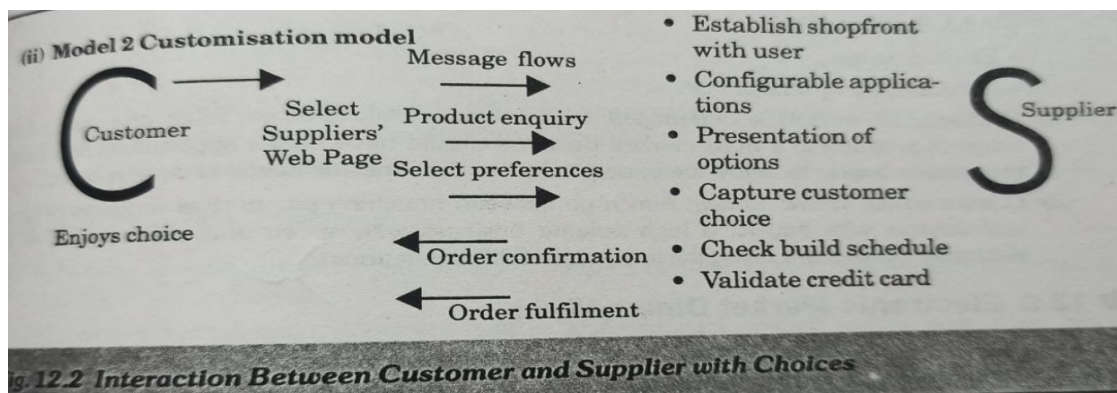 (ii) Model 2 Customisation model
C
Customer
Enjoys choice
Select
Suppliers'
Web Page
Message flows
Product enquiry
Select preferences
Order confirmation
Order fulfilment
• Establish shopfront
with user
• Configurable applica-
tions
• Presentation of
options
• Capture customer
choice
• Check build schedule
• Validate credit card
S
Supplier
ig. 12.2 Interaction Between Customer and Supplier with Choices